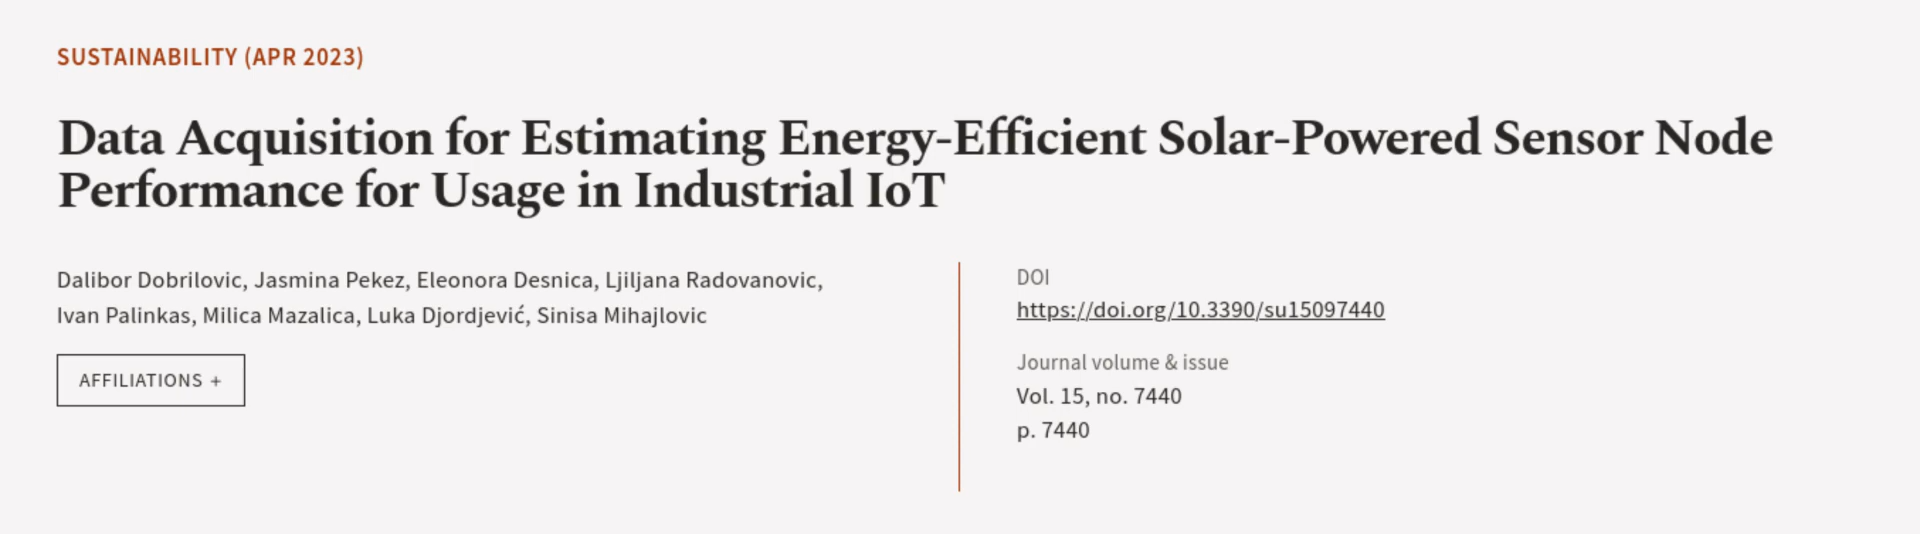 SUSTAINABILITY (APR 2023)
Data Acquisition for Estimating Energy-Efficient Solar-Powered Sensor Node
Performance for Usage in Industrial IoT
Dalibor Dobrilovic, Jasmina Pekez, Eleonora Desnica, Ljiljana Radovanovic,
Ivan Palinkas, Milica Mazalica, Luka Djordjević, Sinisa Mihajlovic
AFFILIATIONS +
DOI
https://doi.org/10.3390/su15097440
Journal volume & issue
Vol. 15, no. 7440
p. 7440